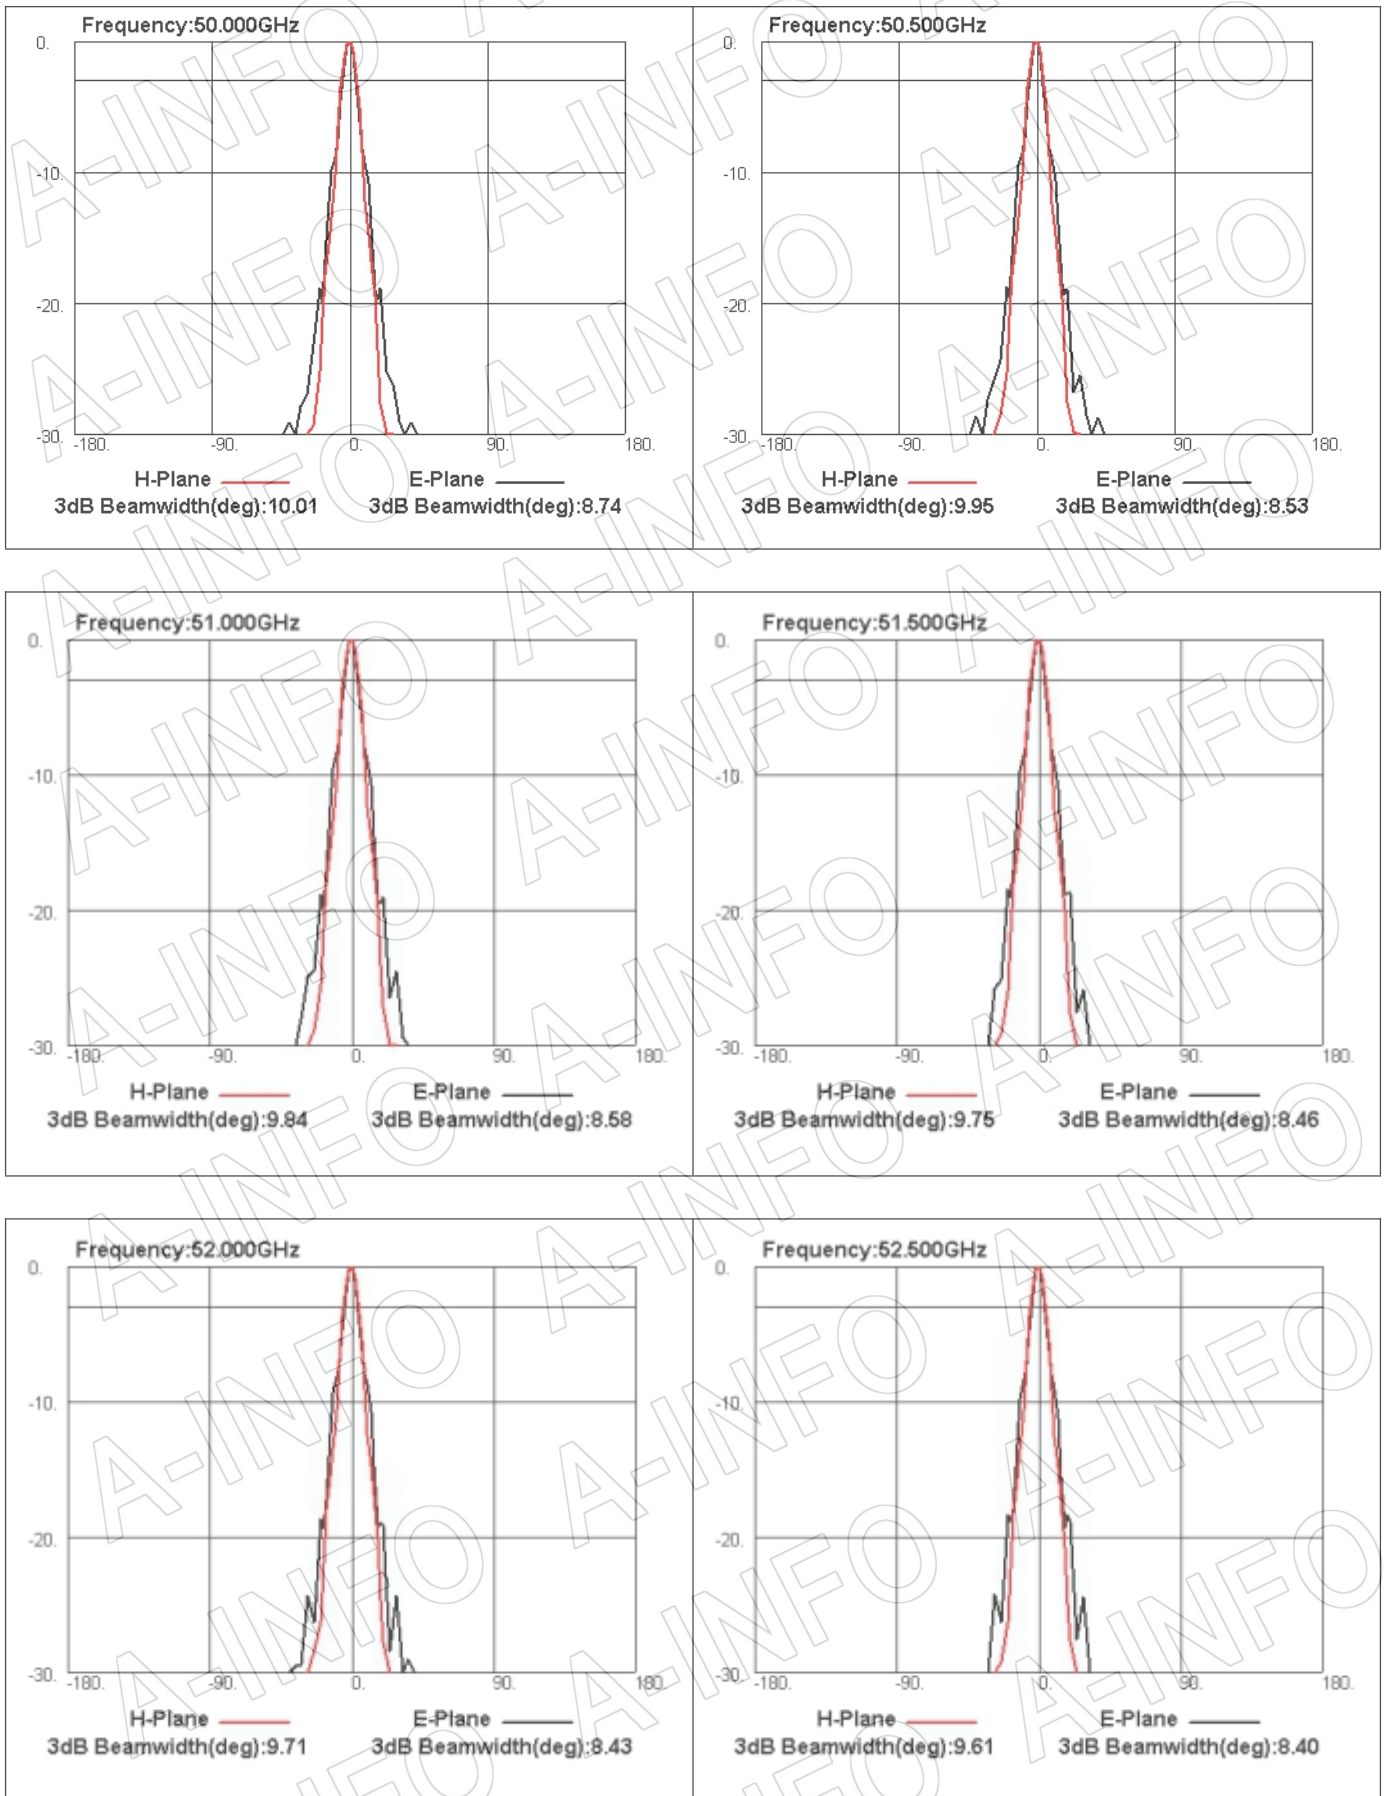 Frequency:50.000GHz
0.
-10.
-20.
-30.
-180. -90. 0. 90. 180.
H-Plane E-Plane
3dB Beamwidth(deg):10.01 3dB Beamwidth(deg):8.74
Frequency:50.500GHz
0.
-10.
-20.
-30.
-180. -90. 0. 90. 180.
H-Plane E-Plane
3dB Beamwidth(deg):9.95 3dB Beamwidth(deg):8.53
Frequency:51.000GHz
0.
-10.
-20.
-30.
-180. -90. 0. 90. 180.
H-Plane E-Plane
3dB Beamwidth(deg):9.84 3dB Beamwidth(deg):8.58
Frequency:51.500GHz
0.
-10.
-20.
-30.
-180. -90. 0. 90. 180.
H-Plane E-Plane
3dB Beamwidth(deg):9.75 3dB Beamwidth(deg):8.46
Frequency:52.000GHz
0.
-10.
-20.
-30.
-180. -90. 0. 90. 180.
H-Plane E-Plane
3dB Beamwidth(deg):9.71 3dB Beamwidth(deg):8.43
Frequency:52.500GHz
0.
-10.
-20.
-30.
-180. -90. 0. 90. 180.
H-Plane E-Plane
3dB Beamwidth(deg):9.61 3dB Beamwidth(deg):8.40
A-INFO